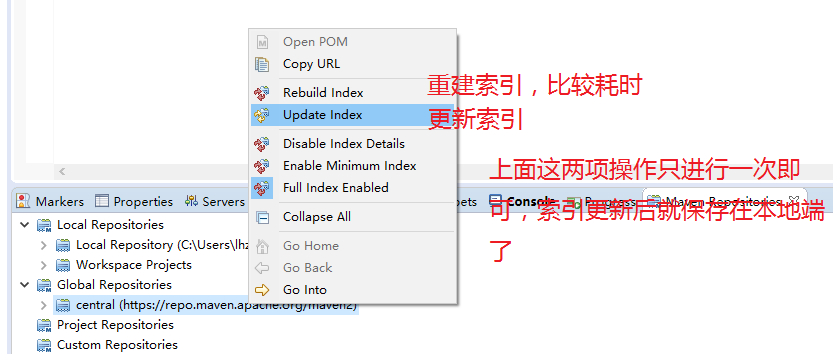 Open POM
Copy URL
Rebuild Index
重建索引，比较耗时
Update Index
更新索引
Disable Index Details
Enable Minimum Index
Full Index Enabled
上面这两项操作只进行一次即
可，索引更新后就保存在本地端
了
Markers
Properties
Servers
pets
Console
Progress
Maven Repositories
Collapse All
Go Home
Go Back
Go Into
Local Repositories
Local Repository (C:\Users\lhz
Workspace Projects
Global Repositories
central (https://repo.maven.apache.org/maven2)
Project Repositories
Custom Repositories